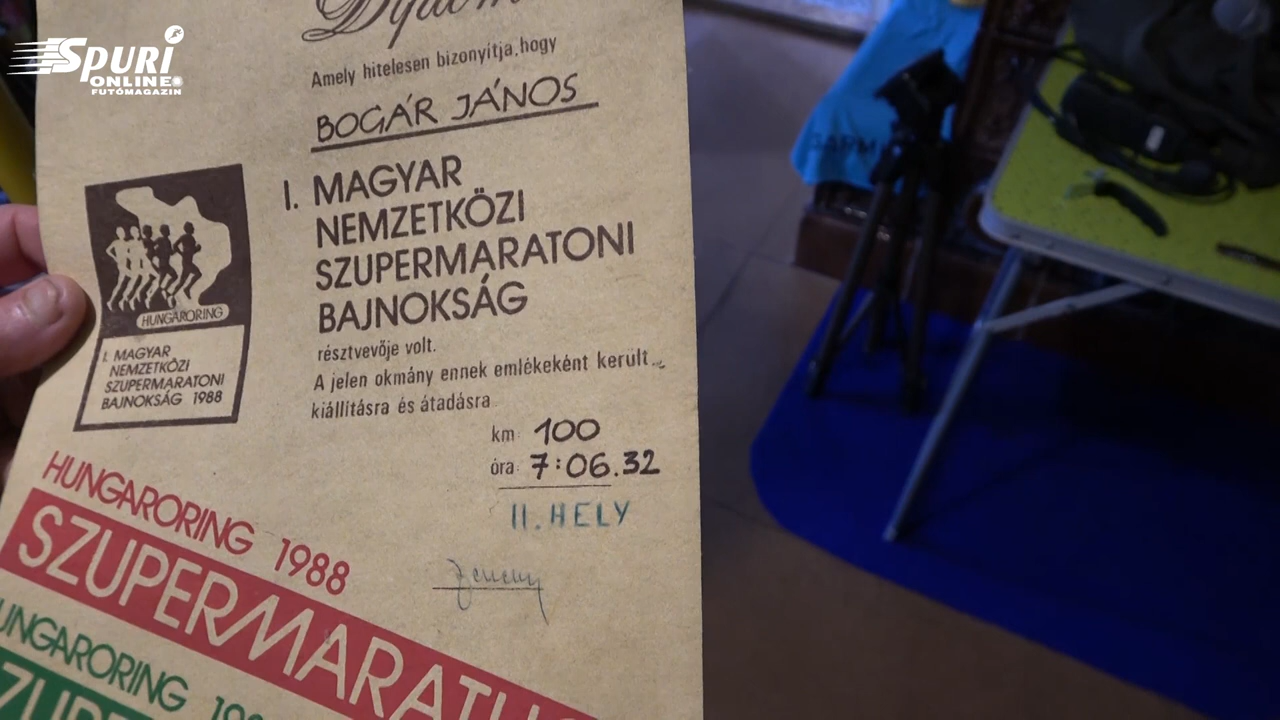 SPURI
ONLINE
FUTÓMAGAZIN
Amely hitelesen bizonyítja, hogy
BOGÁR JÁNOS
I. MAGYAR
NEMZETKÖZI
SZUPERMARATONI
BAJNOKSÁG
résztvevője volt.
A jelen okmány ennek emlékeként került
kiállításra és átadásra
km: 100
óra: 7:06.32
II. HELY
HUNGARORING
I. MAGYAR
NEMZETKÖZI
SZUPERMARATONI
BAJNOKSÁG 1988
HUNGARORING 1988
SZUPERMARATH